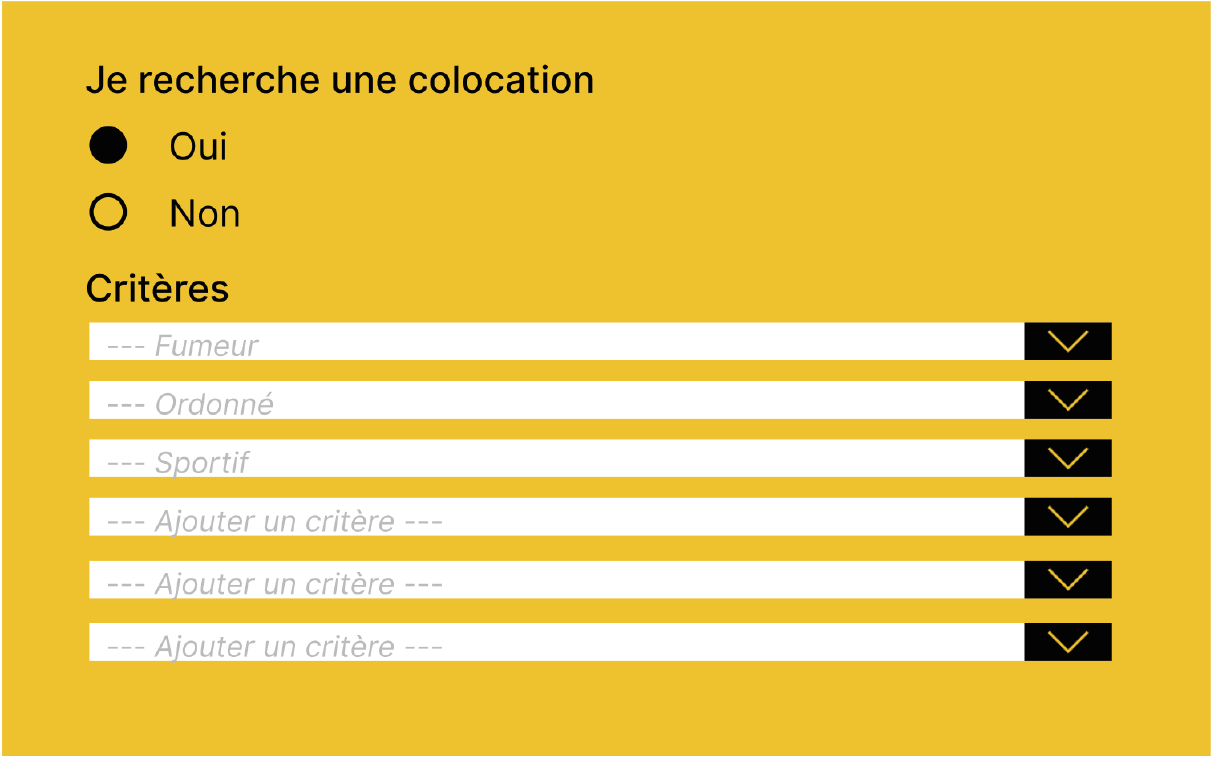 Je recherche une colocation
Oui
Non
Critères
--- Fumeur
--- Ordonné
--- Sportif
--- Ajouter un critère ---
--- Ajouter un critère ---
--- Ajouter un critère ---